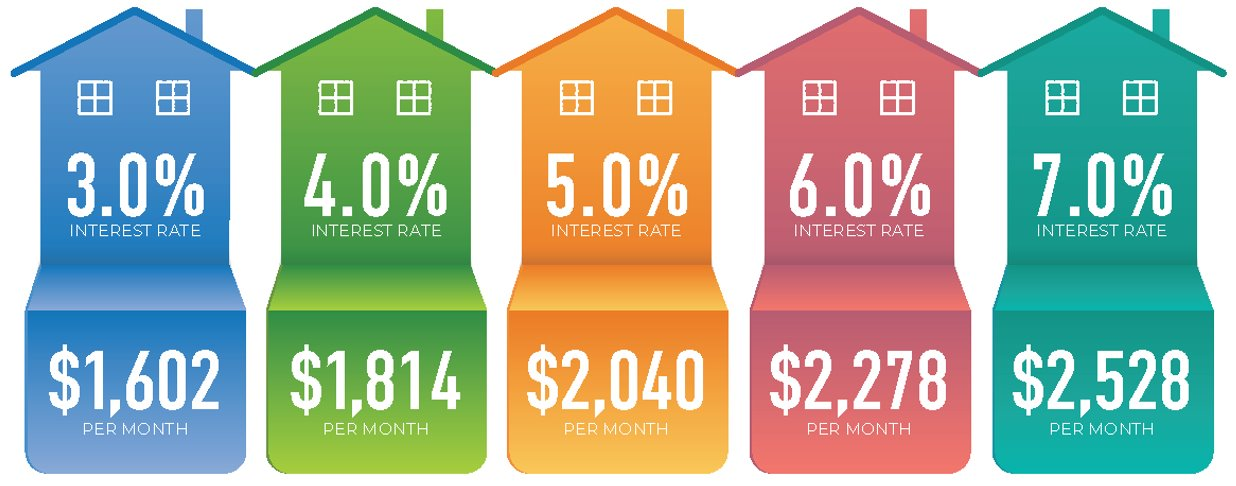 3.0%
INTEREST RATE
$1,602
PER MONTH
4.0%
INTEREST RATE
$1,814
PER MONTH
5.0%
INTEREST RATE
$2,040
PER MONTH
6.0%
INTEREST RATE
$2,278
PER MONTH
7.0%
INTEREST RATE
$2,528
PER MONTH